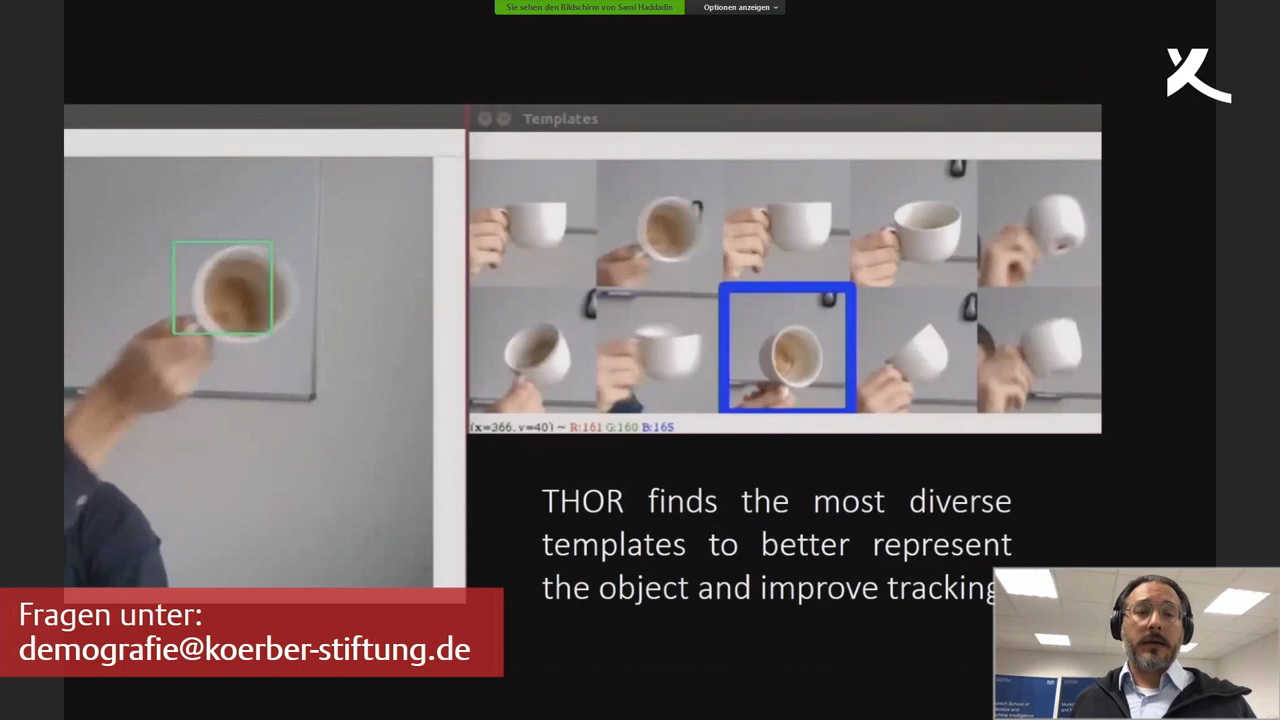 Sie sehen den Bildschirm von Sami Haddadin
Optionen anzeigen
Templates
(x=366, y=40) ~ R:161 G:160 B:165
THOR finds the most diverse
templates to better represent
the object and improve tracking
Fragen unter:
demografie@koerber-stiftung.de